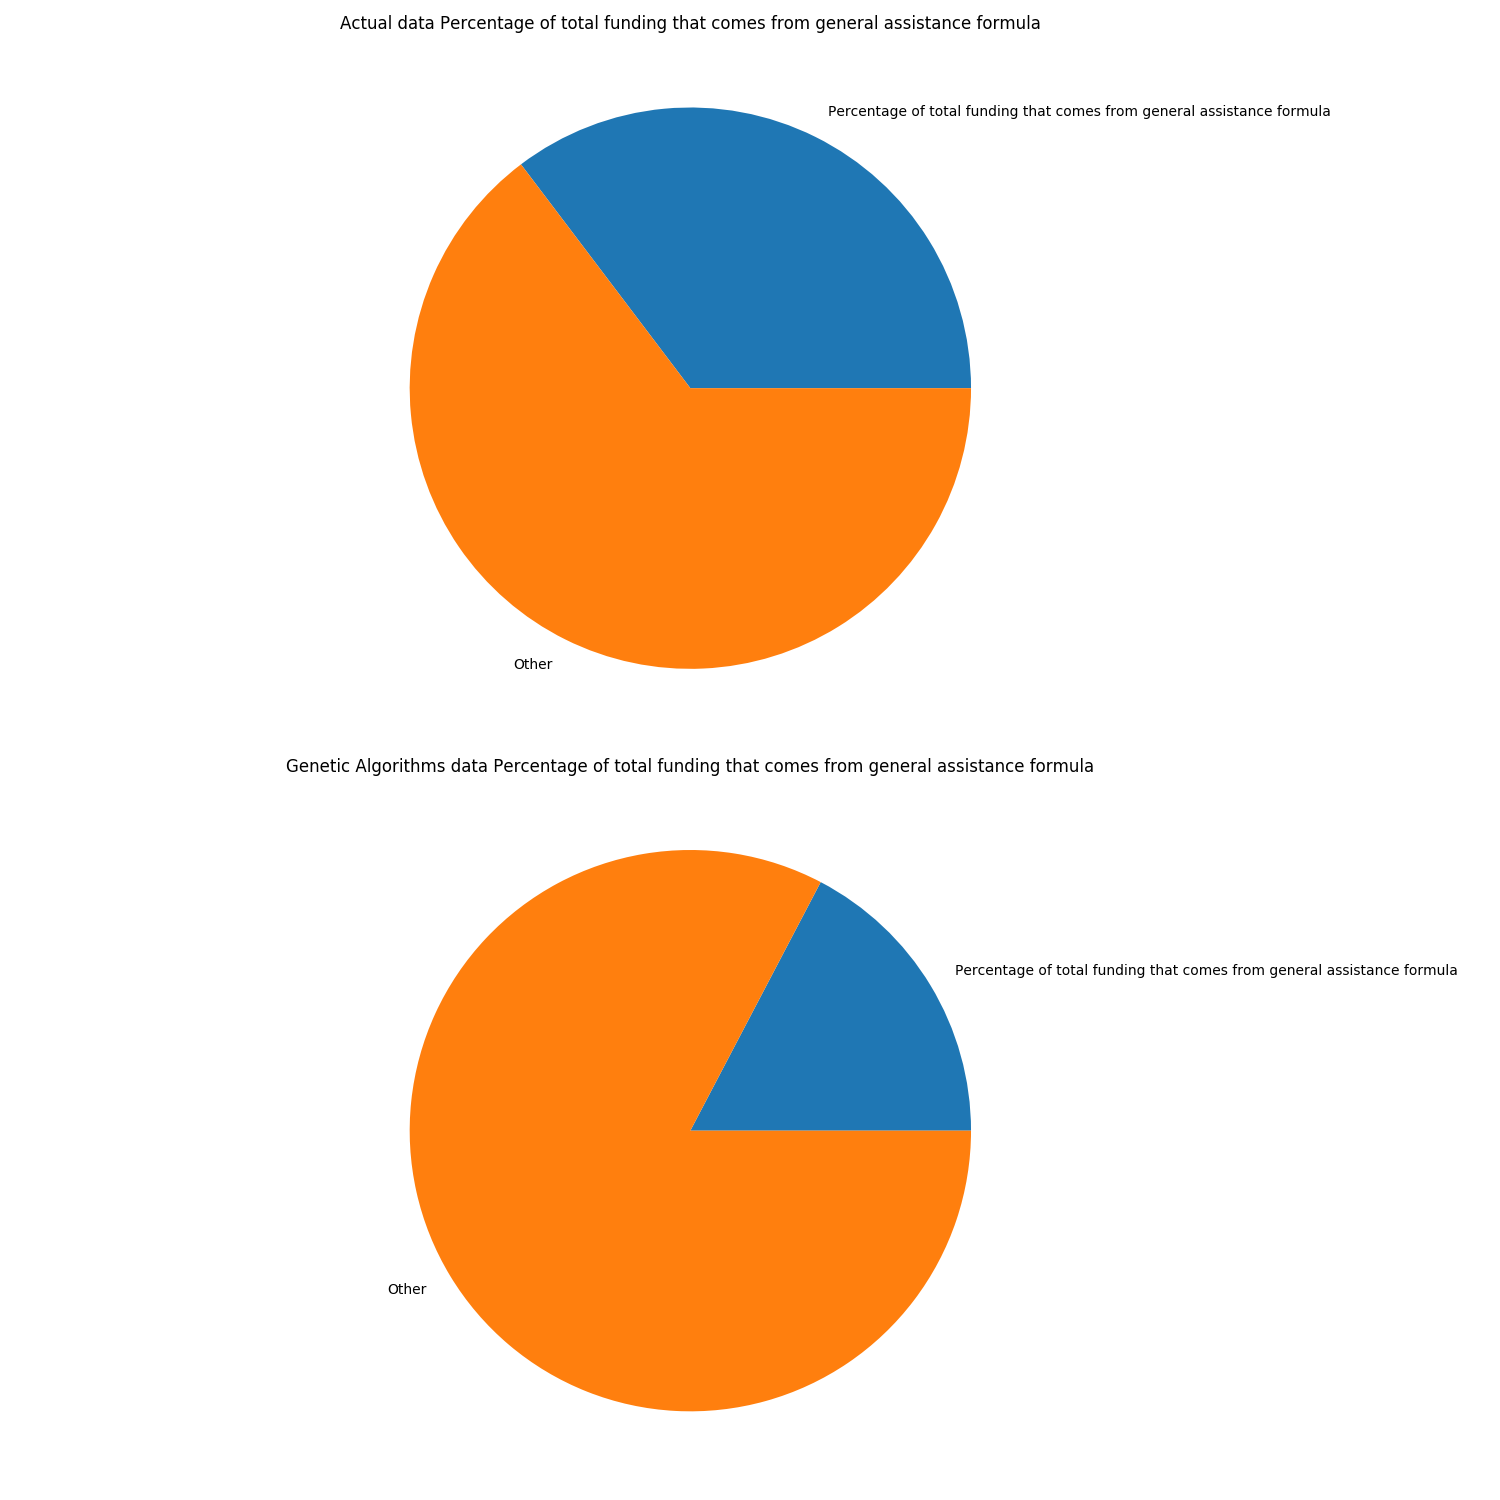 Actual data Percentage of total funding that comes from general assistance formula
Percentage of total funding that comes from general assistance formula
Other
Genetic Algorithms data Percentage of total funding that comes from general assistance formula
Percentage of total funding that comes from general assistance formula
Other